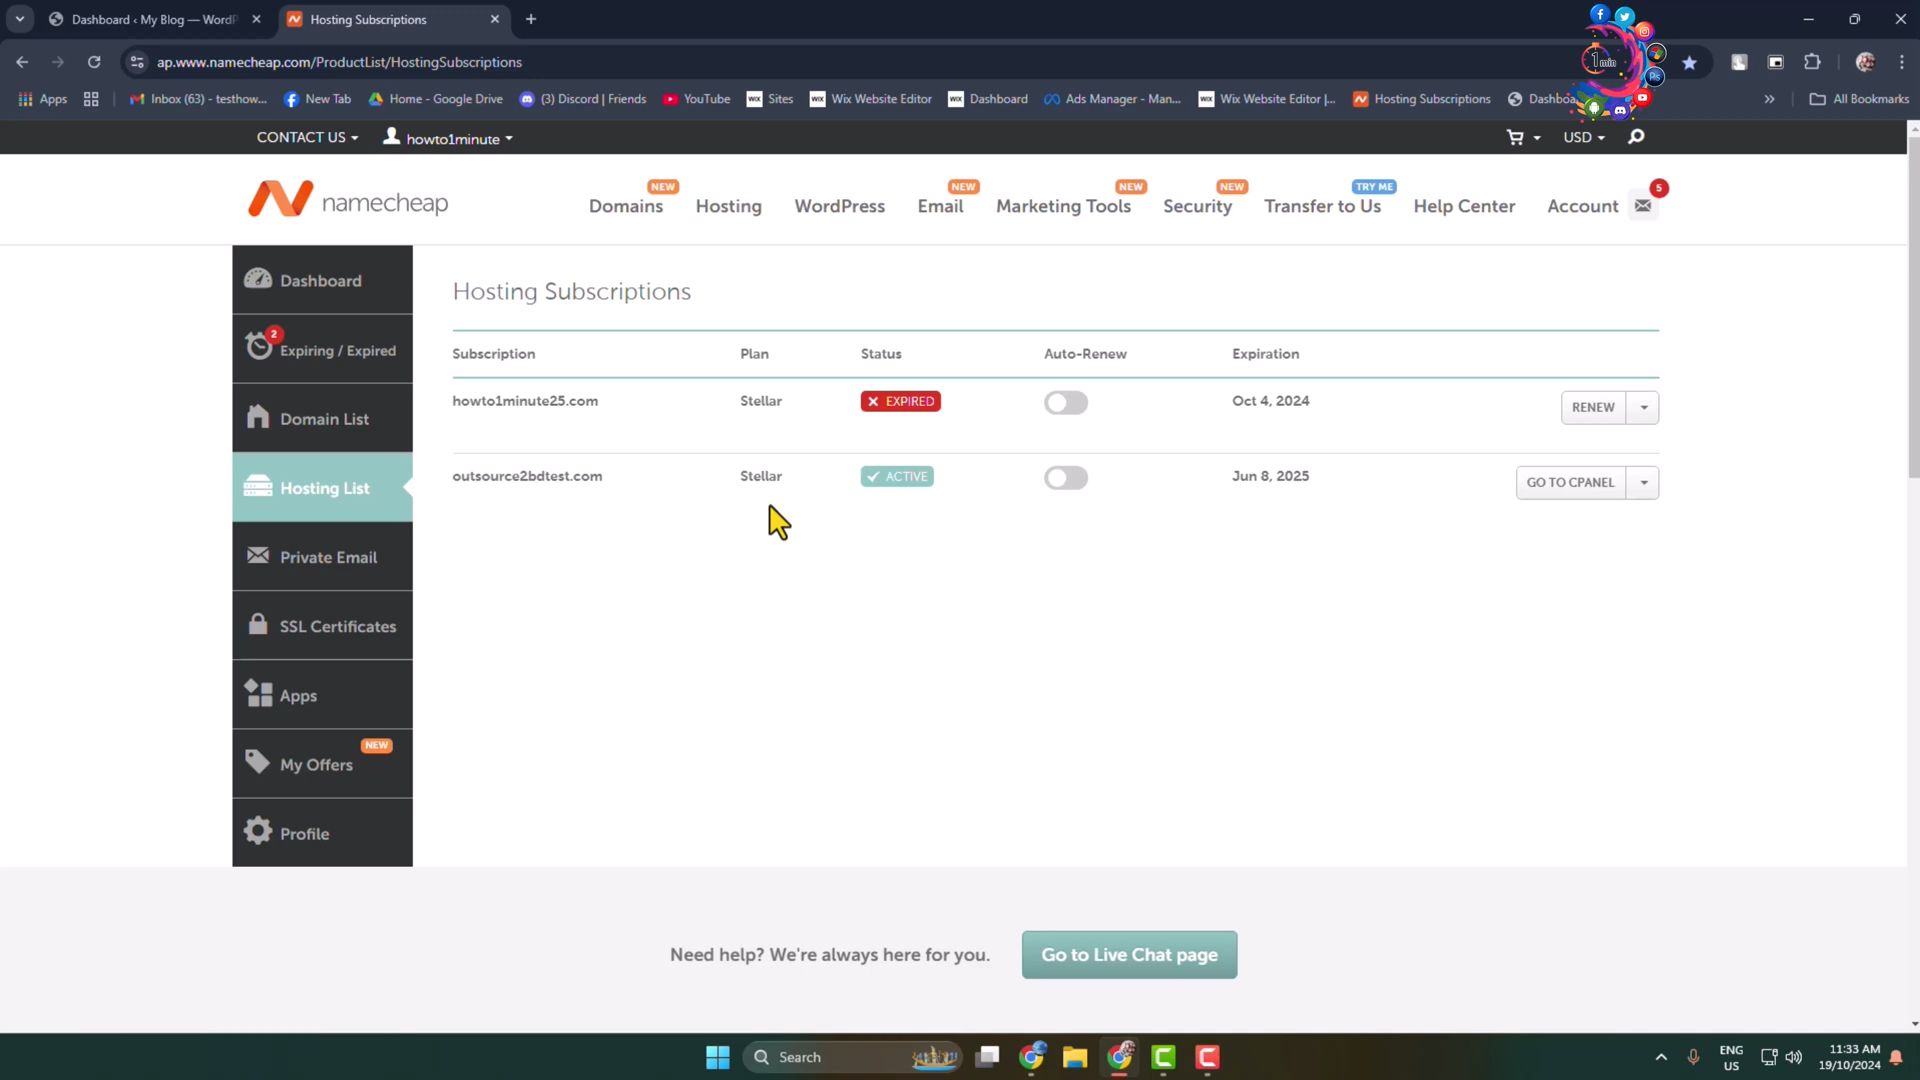 Dashboard ‹ My Blog — WordP
Hosting Subscriptions
ap.www.namecheap.com/ProductList/HostingSubscriptions
1min
Apps
Inbox (63) - testhow...
New Tab
Home - Google Drive
(3) Discord | Friends
YouTube
WIX Sites
WIX Wix Website Editor
WIX Dashboard
Ads Manager - Man...
WIX Wix Website Editor |...
Hosting Subscriptions
Dashboa
»
All Bookmarks
CONTACT US
howto1minute
USD
namecheap
NEW
NEW
NEW
NEW
TRY ME
5
Domains
Hosting
WordPress
Email
Marketing Tools
Security
Transfer to Us
Help Center
Account
Dashboard
2
Expiring / Expired
Domain List
Hosting List
Private Email
SSL Certificates
Apps
NEW
My Offers
Profile
Hosting Subscriptions
Subscription Plan Status Auto-Renew Expiration
howto1minute25.com Stellar EXPIRED Oct 4, 2024 RENEW
outsource2bdtest.com Stellar ACTIVE Jun 8, 2025 GO TO CPANEL
Need help? We're always here for you.
Go to Live Chat page
Search
ENG
US
11:33 AM
19/10/2024